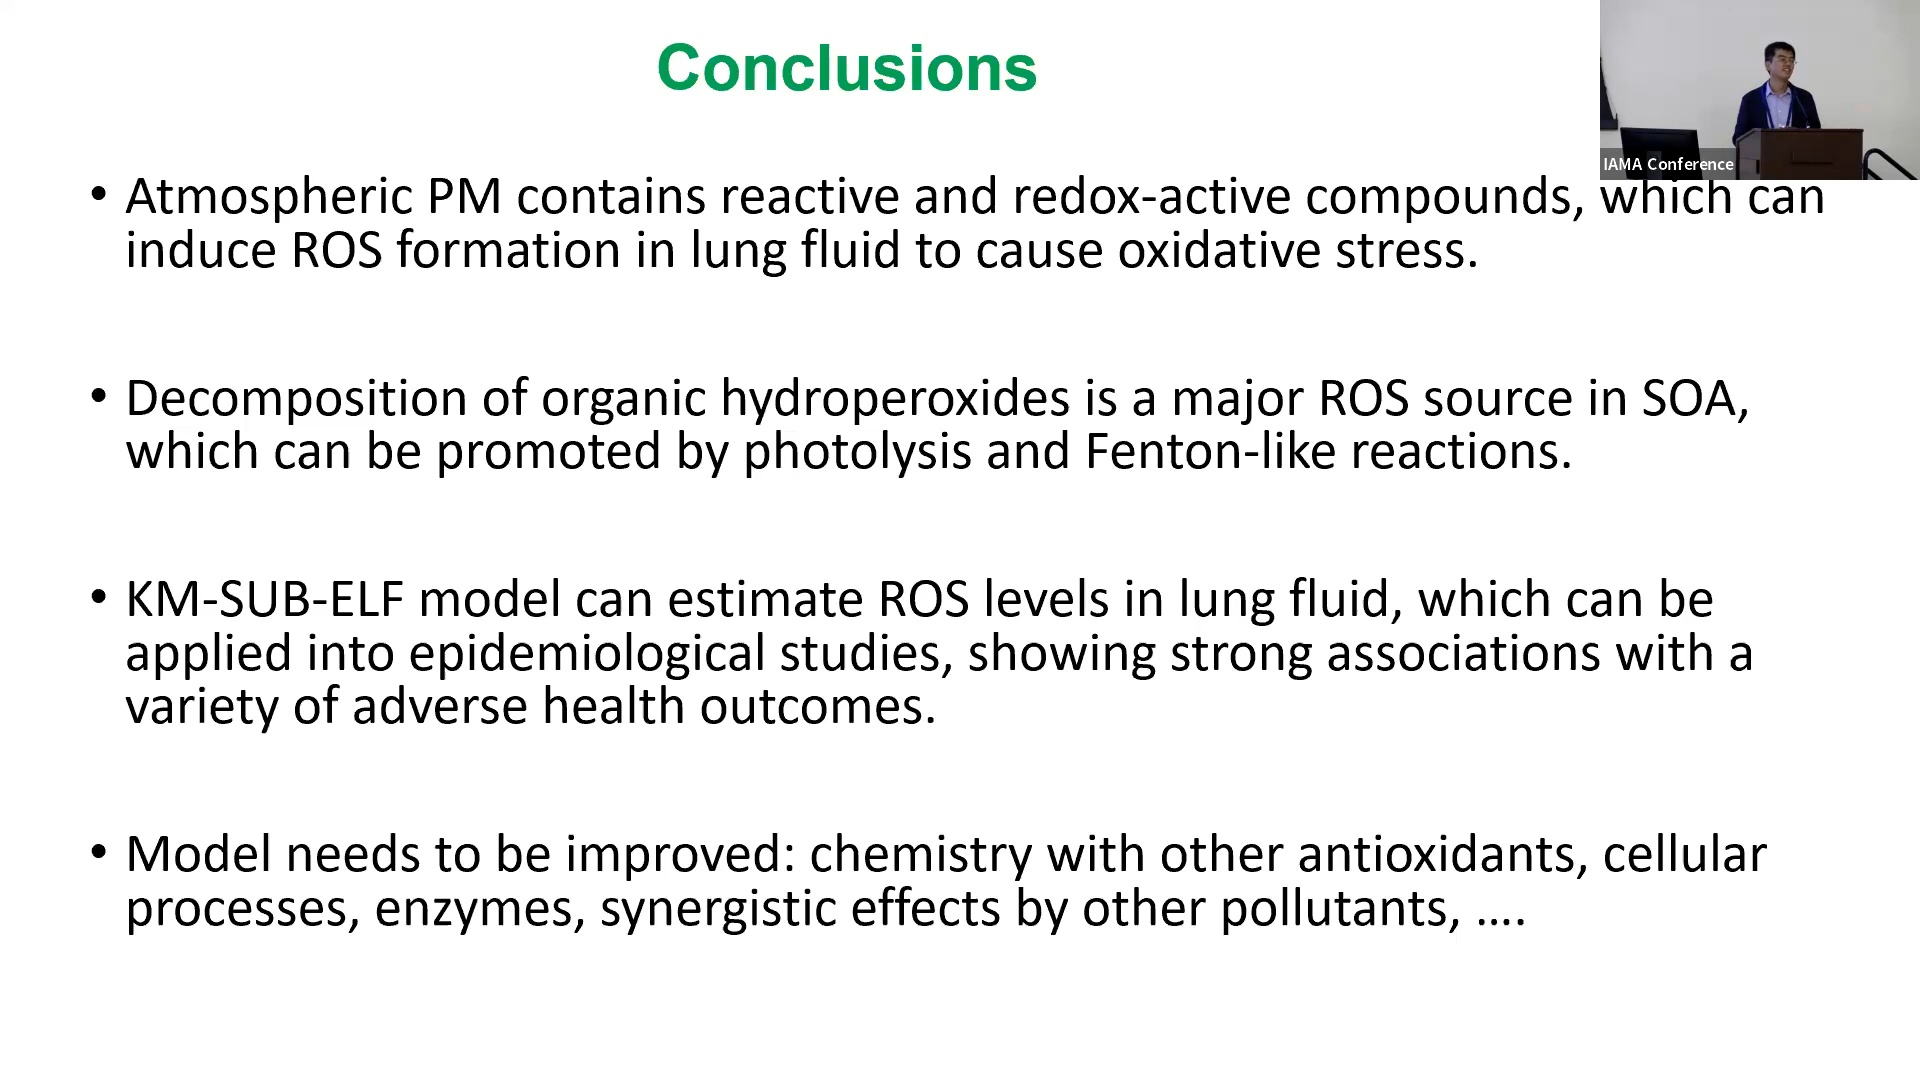 Conclusions
IAMA Conference
• Atmospheric PM contains reactive and redox-active compounds, which can
induce ROS formation in lung fluid to cause oxidative stress.
• Decomposition of organic hydroperoxides is a major ROS source in SOA,
which can be promoted by photolysis and Fenton-like reactions.
• KM-SUB-ELF model can estimate ROS levels in lung fluid, which can be
applied into epidemiological studies, showing strong associations with a
variety of adverse health outcomes.
• Model needs to be improved: chemistry with other antioxidants, cellular
processes, enzymes, synergistic effects by other pollutants, ....